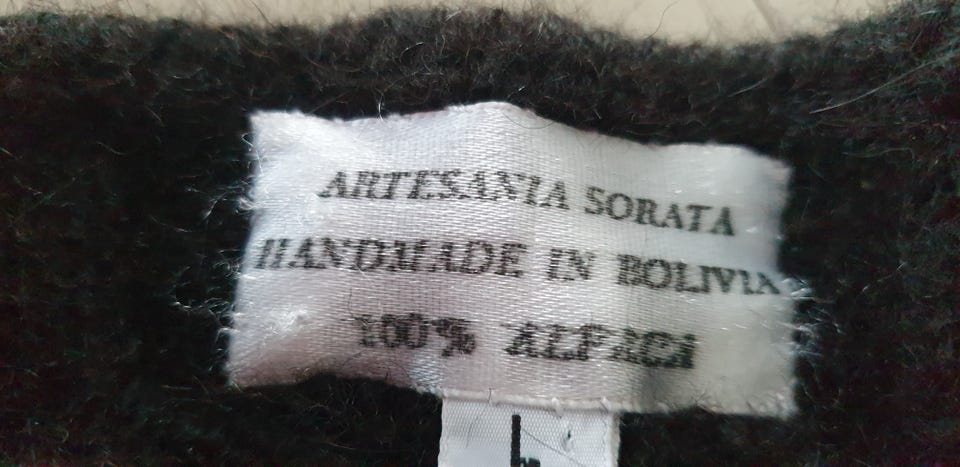 ARTESANIA SORATA
HANDMADE IN BOLIVIA
100% ALPACA
L